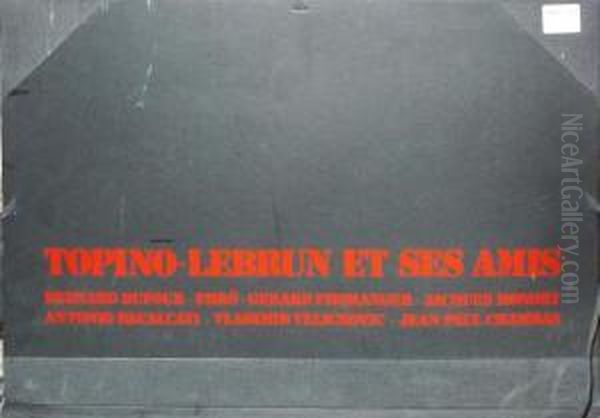 TOPINO-LEBRUN ET SES AMIS
BERNARD DUFOUR - ERRÓ - GERARD FROMANGER - JACQUES MONORY
ANTONIO RECALCATI - VLADIMIR VELICKOVIC - JEAN PAUL CHAMBAS
NiceArtGallery.com